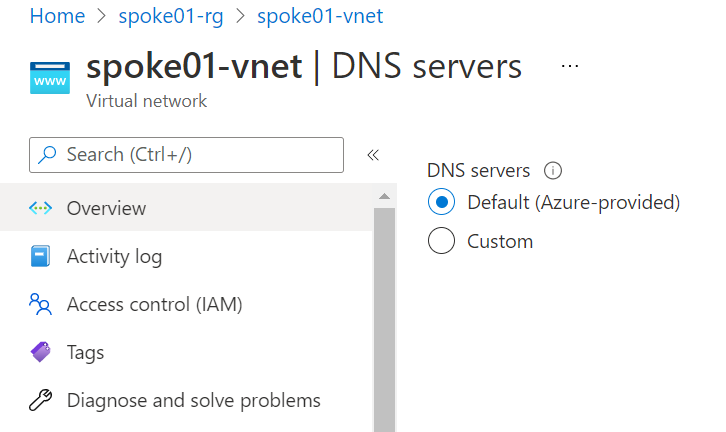 Home > spoke01-rg > spoke01-vnet
spoke01-vnet | DNS servers ...
www
Virtual network
Search (Ctrl+/) «
DNS servers
Default (Azure-provided)
Custom
Overview
Activity log
Access control (IAM)
Tags
Diagnose and solve problems